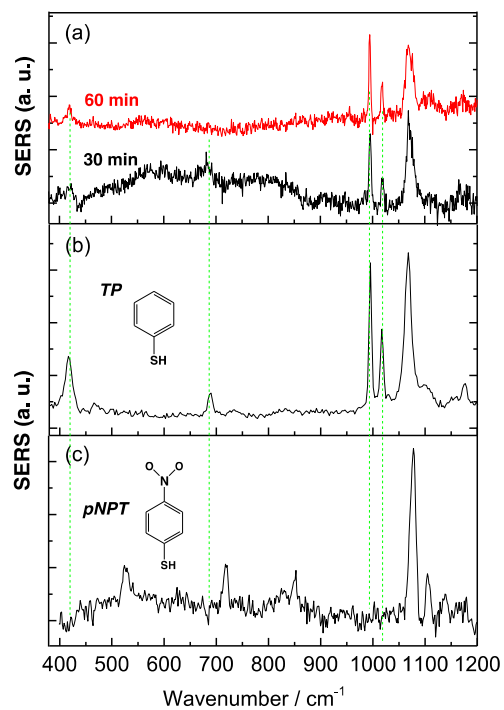 (a)
60 min
30 min
SERS (a. u.)
(b)
TP
SH
(c)
O O
N
pNPT
SH
SERS (a. u.)
400 500 600 700 800 900 1000 1100 1200
Wavenumber / cm⁻¹